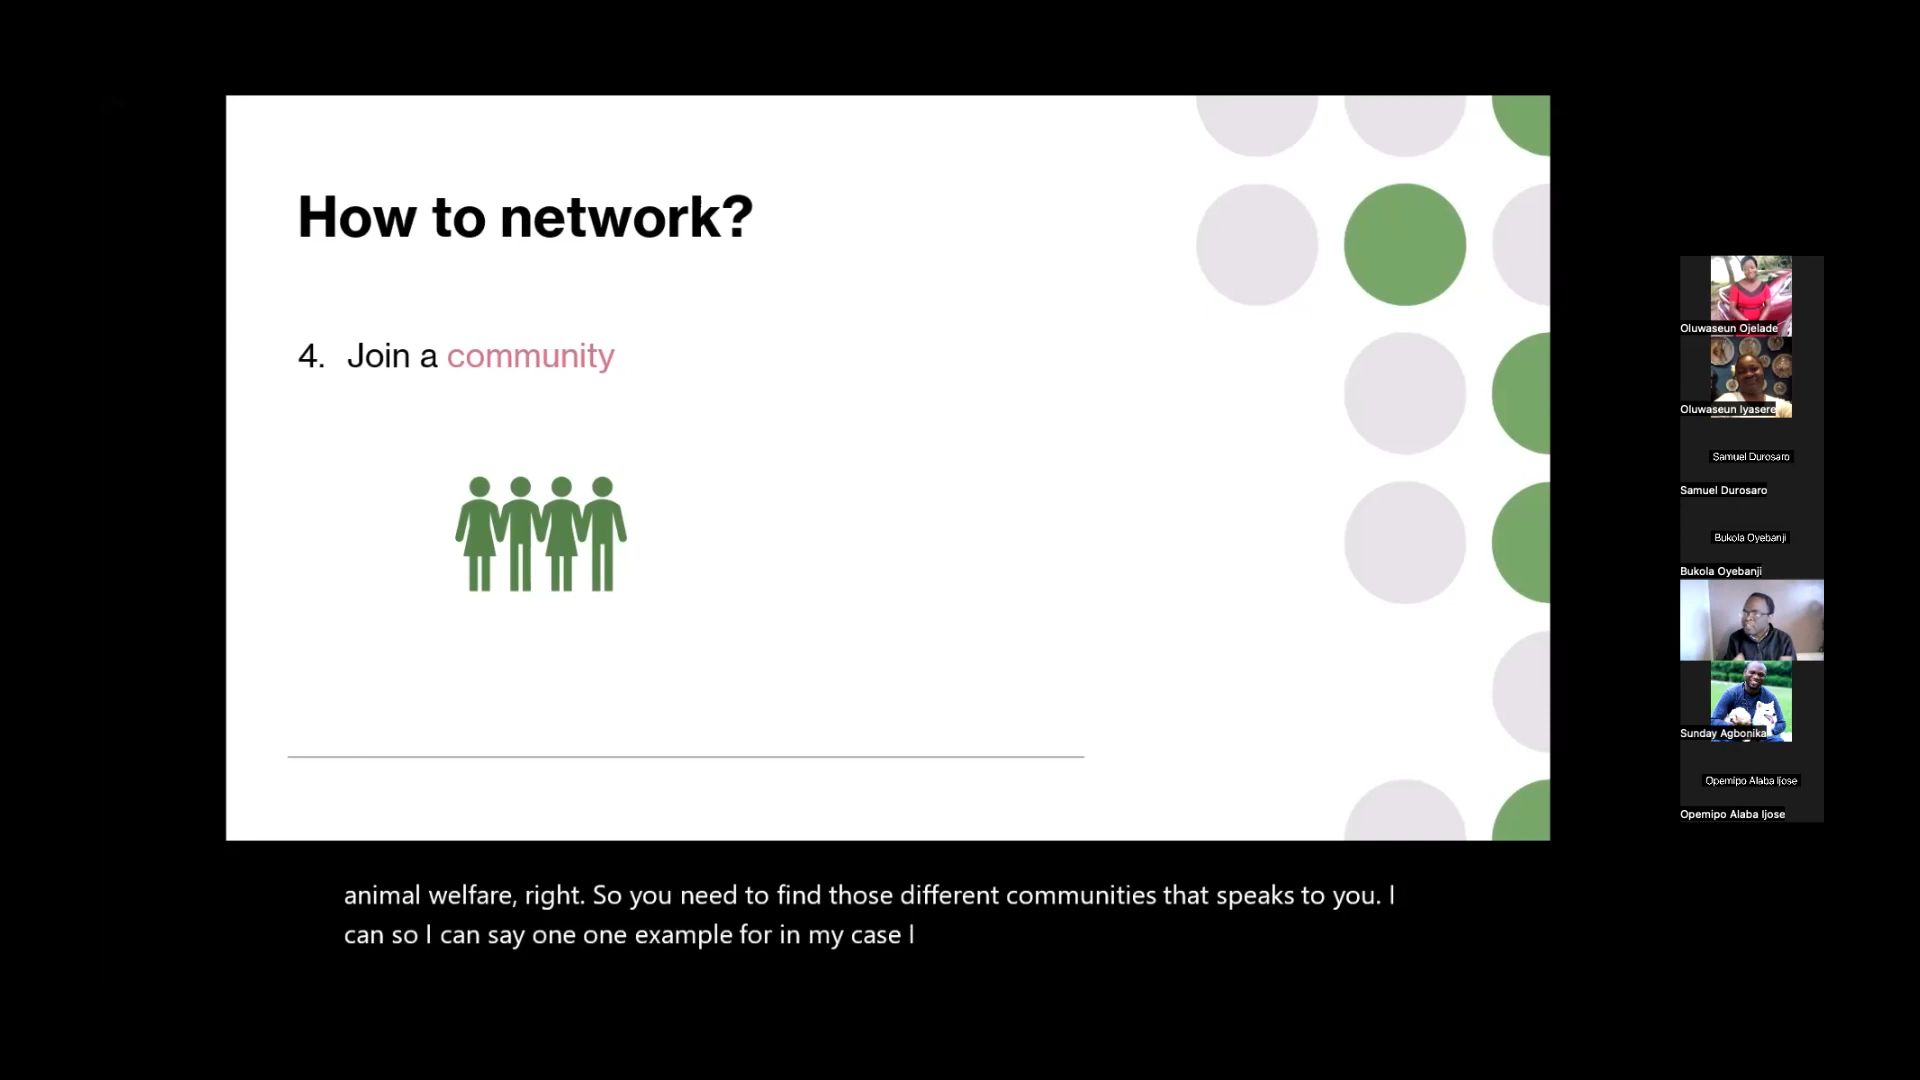 How to network?
4. Join a community
Oluwaseun Ojelade
Oluwaseun Iyasere
Samuel Durosaro
Samuel Durosaro
Bukola Oyebanji
Bukola Oyebanji
Sunday Agbonika
Opemipo Alaba Ijose
Opemipo Alaba Ijose
animal welfare, right. So you need to find those different communities that speaks to you. I
can so I can say one one example for in my case I